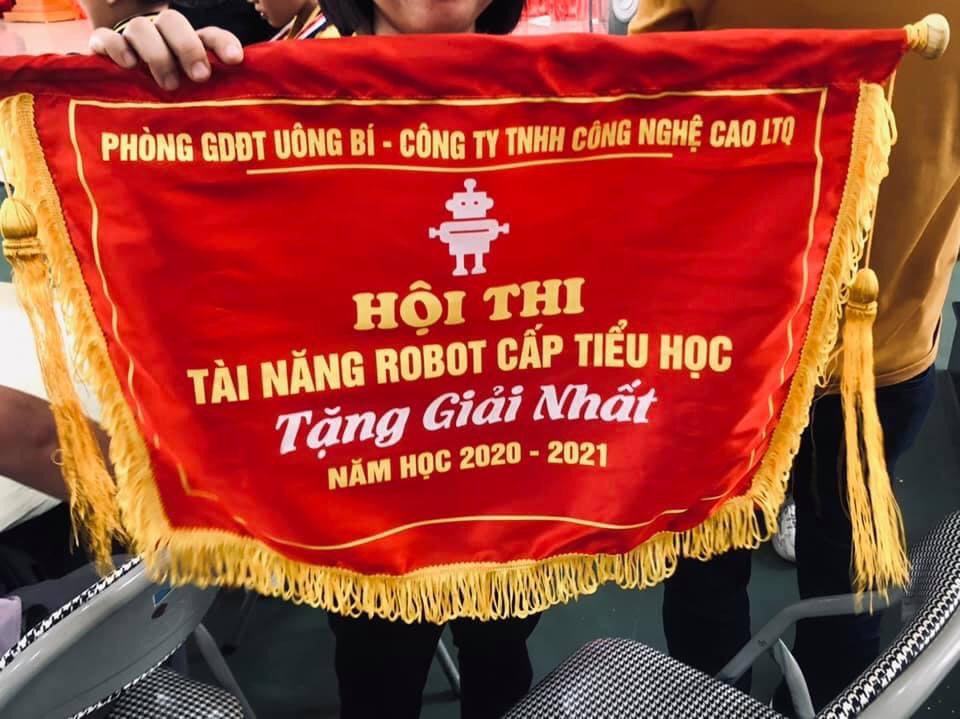 PHÒNG GDĐT UÔNG BÍ - CÔNG TY TNHH CÔNG NGHỆ CAO LTQ
HỘI THI
TÀI NĂNG ROBOT CẤP TIỂU HỌC
Tặng Giải Nhất
NĂM HỌC 2020 - 2021